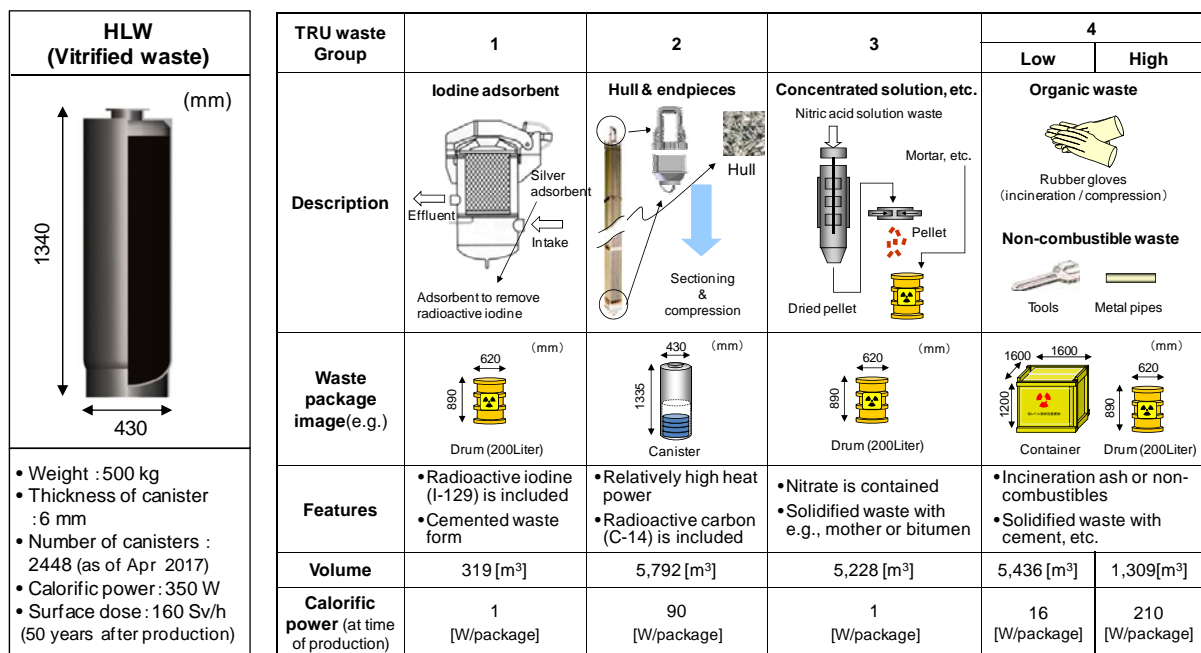 HLW
(Vitrified waste)
(mm)
1340
430
• Weight : 500 kg
• Thickness of canister
: 6 mm
• Number of canisters :
2448 (as of Apr 2017)
• Calorific power : 350 W
• Surface dose : 160 Sv/h
(50 years after production)
TRU waste
Group
1
2
3
4
Low
High
Description
Iodine adsorbent
Silver
adsorbent
Effluent
Intake
Adsorbent to remove
radioactive iodine
Hull & endpieces
Hull
Sectioning
&
compression
Concentrated solution, etc.
Nitric acid solution waste
Mortar, etc.
Pellet
Dried pellet
Organic waste
Rubber gloves
(incineration / compression)
Non-combustible waste
Tools
Metal pipes
Waste
package
image(e.g.)
620
(mm)
890
Drum (200Liter)
430
(mm)
1335
Canister
620
(mm)
890
Drum (200Liter)
1600
1600
1200
Container
(mm)
620
890
Drum (200Liter)
Features
• Radioactive iodine
(I-129) is included
• Cemented waste
form
• Relatively high heat
power
• Radioactive carbon
(C-14) is included
• Nitrate is contained
• Solidified waste with
e.g., mother or bitumen
• Incineration ash or non-
combustibles
• Solidified waste with
cement, etc.
Volume
319 [m³]
5,792 [m³]
5,228 [m³]
5,436 [m³]
1,309[m³]
Calorific
power (at time
of production)
1
[W/package]
90
[W/package]
1
[W/package]
16
[W/package]
210
[W/package]